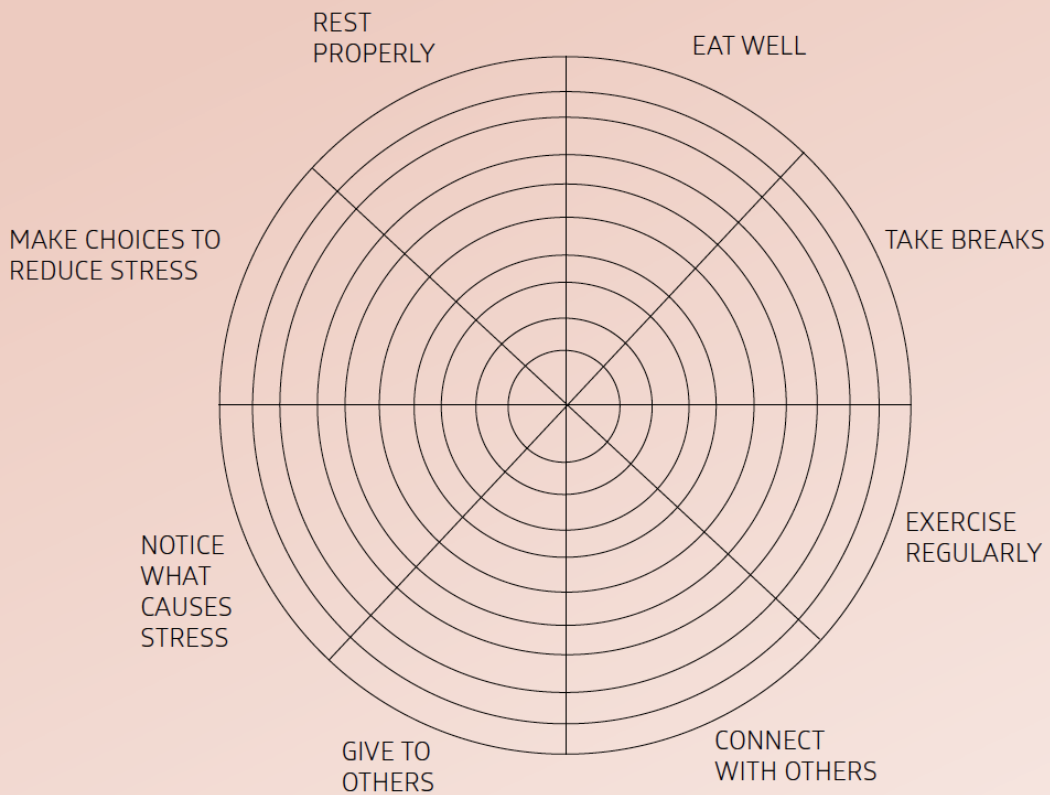 REST
PROPERLY
EAT WELL
MAKE CHOICES TO
REDUCE STRESS
TAKE BREAKS
EXERCISE
REGULARLY
NOTICE
WHAT
CAUSES
STRESS
GIVE TO
OTHERS
CONNECT
WITH OTHERS